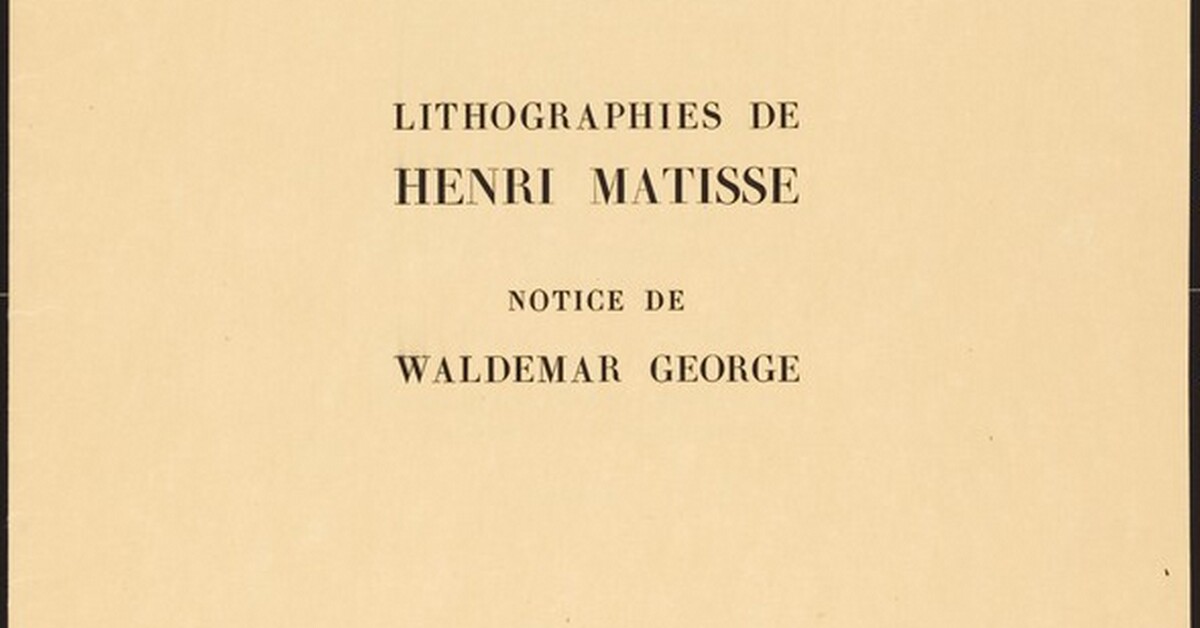 LITHOGRAPHIES DE
HENRI MATISSE
NOTICE DE
WALDEMAR GEORGE